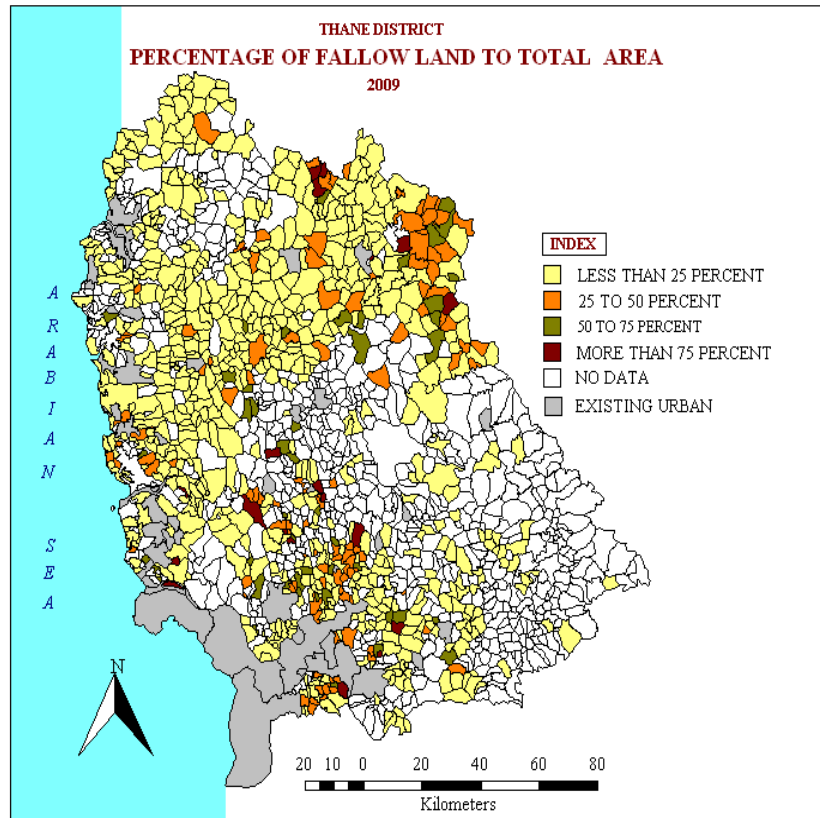 THANE DISTRICT
PERCENTAGE OF FALLOW LAND TO TOTAL AREA
2009
INDEX
LESS THAN 25 PERCENT
25 TO 50 PERCENT
50 TO 75 PERCENT
MORE THAN 75 PERCENT
NO DATA
EXISTING URBAN
ARABIAN SEA
N
20 10 0 20 40 60 80
Kilometers